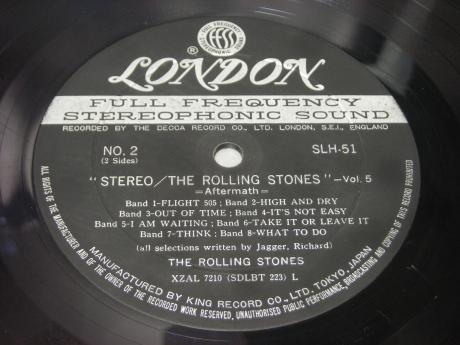 FULL FREQUENCY STEREOPHONIC SOUND
ffss
® LONDON
FULL FREQUENCY
STEREOPHONIC SOUND
RECORDED BY THE DECCA RECORD CO., LTD. LONDON, S.E.I., ENGLAND
NO. 2 SLH-51
(2 Sides)
"STEREO/THE ROLLING STONES"-Vol. 5
=Aftermath=
Band 1-FLIGHT 505; Band 2-HIGH AND DRY
Band 3-OUT OF TIME; Band 4-IT'S NOT EASY
Band 5-I AM WAITING; Band 6-TAKE IT OR LEAVE IT
Band 7-THINK; Band 8-WHAT TO DO
(all selections written by Jagger, Richard)
THE ROLLING STONES
XZAL 7210 (SDLBT 223) L
MANUFACTURED BY KING RECORD CO., LTD. TOKYO, JAPAN
ALL RIGHTS OF THE MANUFACTURER AND OF THE OWNER OF THE RECORDED WORK RESERVED, UNAUTHORISED PUBLIC PERFORMANCE, BROADCASTING AND COPYING OF THIS RECORD PROHIBITED